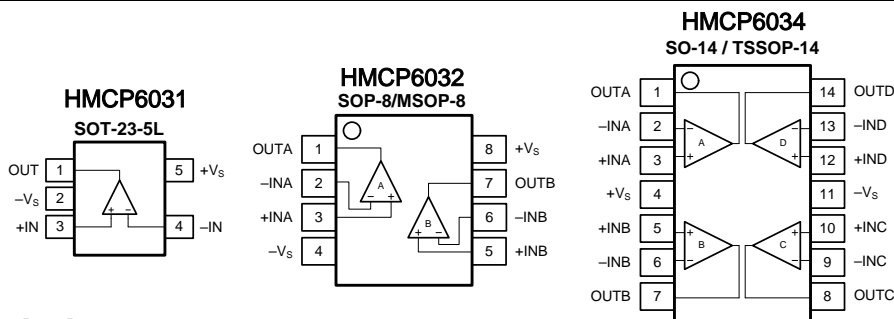 HMCP6031
SOT-23-5L
OUT 1 5 +VS
–VS 2
+IN 3 4 –IN
+ –
HMCP6032
SOP-8/MSOP-8
OUTA 1 8 +VS
–INA 2 7 OUTB
+INA 3 6 –INB
–VS 4 5 +INB
A
– +
B
+ –
HMCP6034
SO-14 / TSSOP-14
OUTA 1 14 OUTD
–INA 2 – A D – 13 –IND
+INA 3 + + 12 +IND
+VS 4 11 –VS
+INB 5 + B C + 10 +INC
–INB 6 – – 9 –INC
OUTB 7 8 OUTC